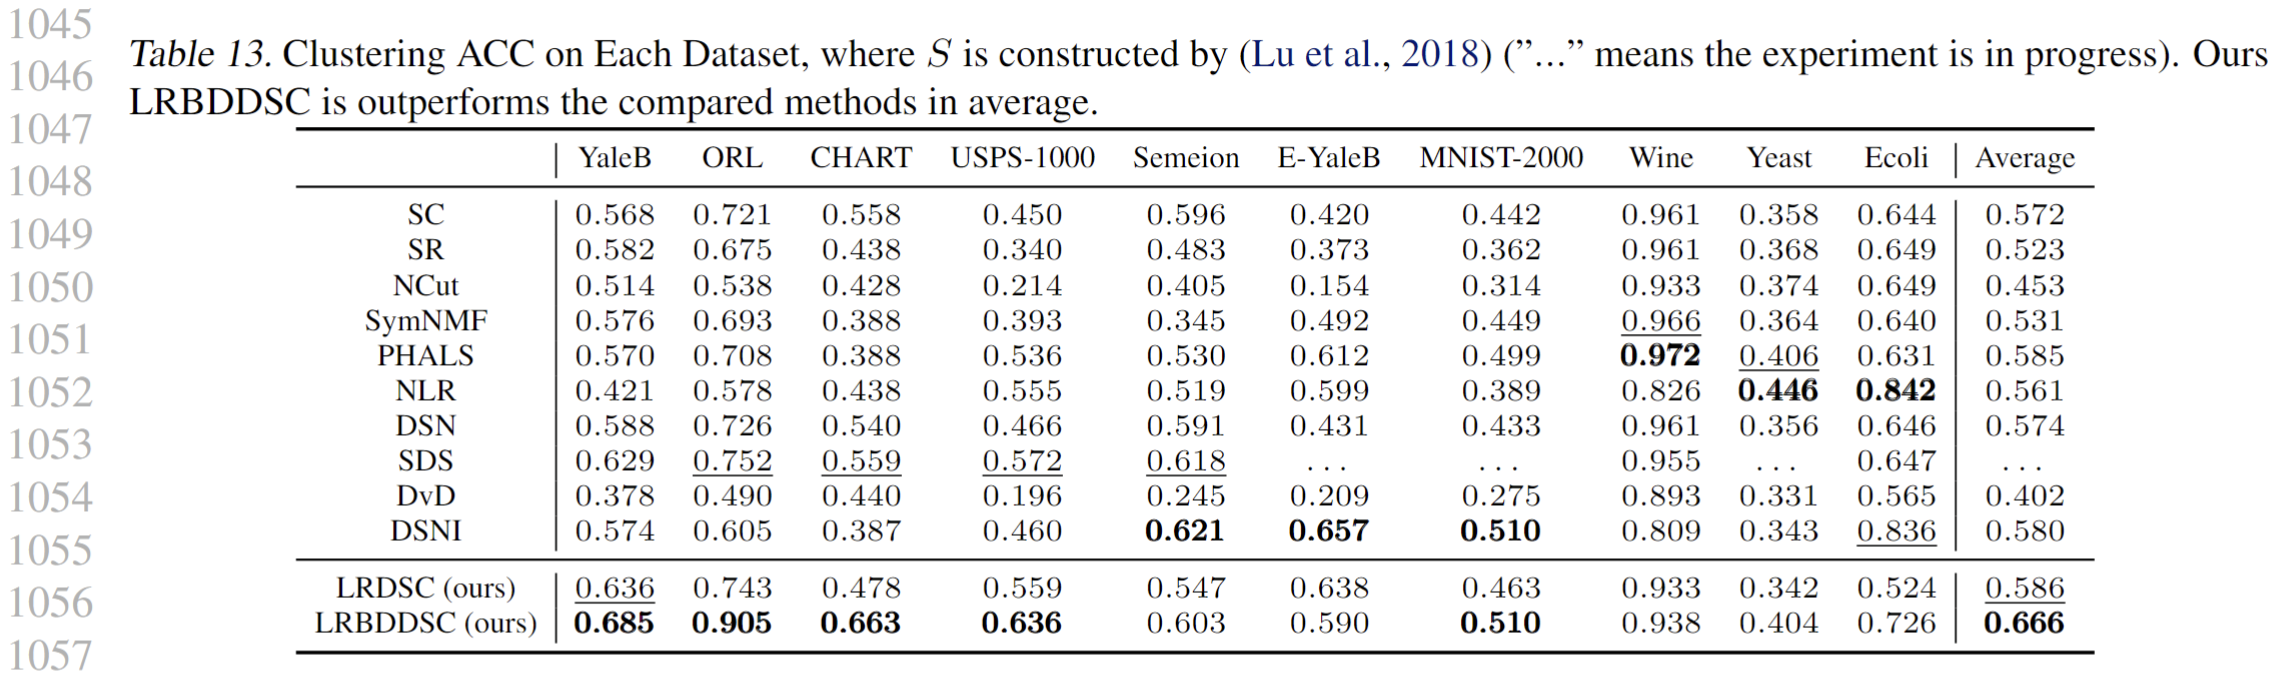 1045
Table 13. Clustering ACC on Each Dataset, where S is constructed by (Lu et al., 2018) (”...” means the experiment is in progress). Ours
1046
LRBDDSC is outperforms the compared methods in average.
1047
YaleB ORL CHART USPS-1000 Semeion E-YaleB MNIST-2000 Wine Yeast Ecoli Average
1048
SC 0.568 0.721 0.558 0.450 0.596 0.420 0.442 0.961 0.358 0.644 0.572
1049
SR 0.582 0.675 0.438 0.340 0.483 0.373 0.362 0.961 0.368 0.649 0.523
NCut 0.514 0.538 0.428 0.214 0.405 0.154 0.314 0.933 0.374 0.649 0.453
1050
SymNMF 0.576 0.693 0.388 0.393 0.345 0.492 0.449 0.966 0.364 0.640 0.531
1051
PHALS 0.570 0.708 0.388 0.536 0.530 0.612 0.499 0.972 0.406 0.631 0.585
NLR 0.421 0.578 0.438 0.555 0.519 0.599 0.389 0.826 0.446 0.842 0.561
1052
DSN 0.588 0.726 0.540 0.466 0.591 0.431 0.433 0.961 0.356 0.646 0.574
1053
SDS 0.629 0.752 0.559 0.572 0.618 ... ... 0.955 ... 0.647 ...
1054
DvD 0.378 0.490 0.440 0.196 0.245 0.209 0.275 0.893 0.331 0.565 0.402
DSNI 0.574 0.605 0.387 0.460 0.621 0.657 0.510 0.809 0.343 0.836 0.580
1055
LRDSC (ours) 0.636 0.743 0.478 0.559 0.547 0.638 0.463 0.933 0.342 0.524 0.586
1056
LRBDDSC (ours) 0.685 0.905 0.663 0.636 0.603 0.590 0.510 0.938 0.404 0.726 0.666
1057